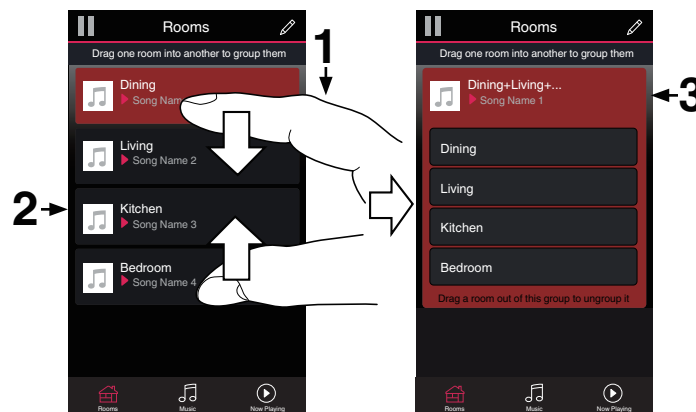 Rooms
Drag one room into another to group them
1
Dining
Song Nam
Living
Song Name 2
2
Kitchen
Song Name 3
Bedroom
Song Name 4
Rooms
Music
Now Playing
Rooms
Drag one room into another to group them
Dining+Living+...
Song Name 1
3
Dining
Living
Kitchen
Bedroom
Drag a room out of this group to ungroup it
Rooms
Music
Now Playing